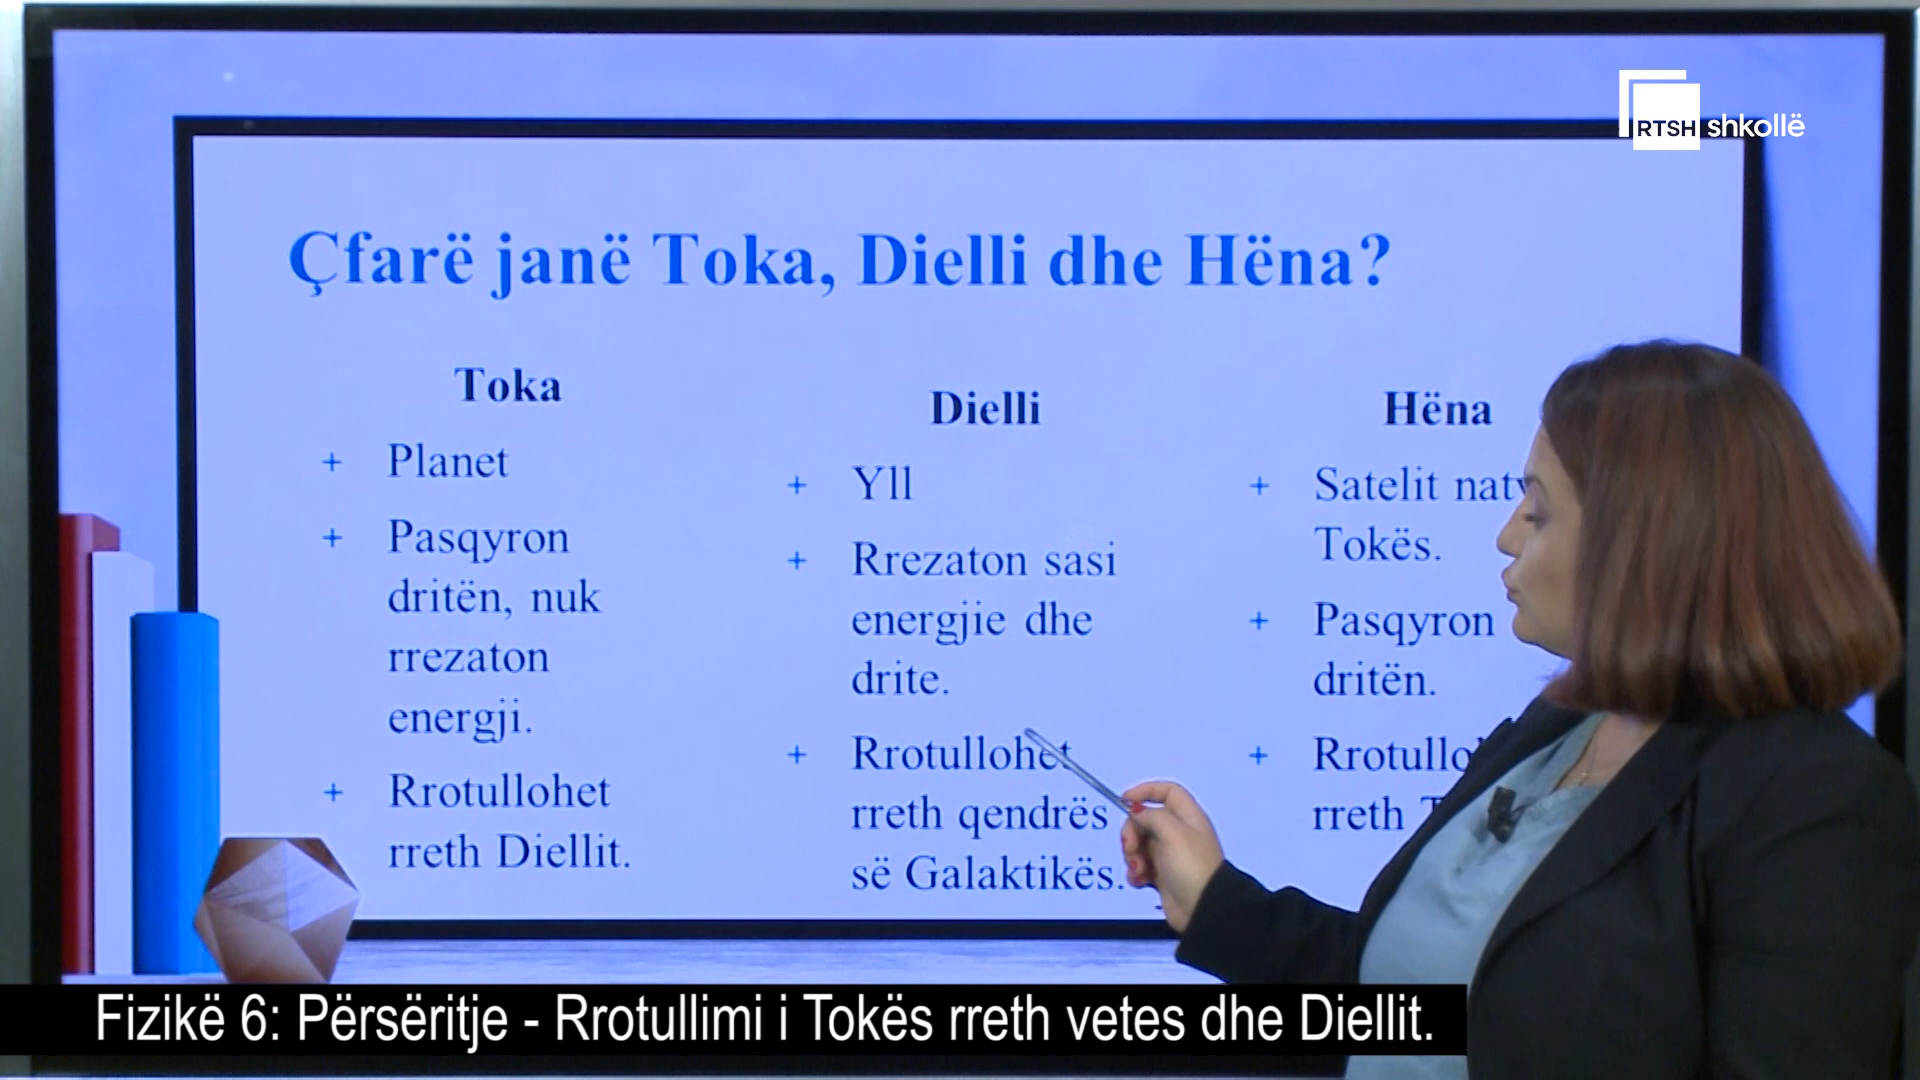 RTSH shkollë
Çfarë janë Toka, Dielli dhe Hëna?
Toka
+ Planet
+ Pasqyron
dritën, nuk
rrezaton
energji.
+ Rrotullohet
rreth Diellit.
Dielli
+ Yll
+ Rrezaton sasi
energjie dhe
drite.
+ Rrotullohet
rreth qendrës
së Galaktikës.
Hëna
+ Satelit
Tokës.
+ Pasqyron
dritën.
+
rreth
Fizikë 6: Përsëritje - Rrotullimi i Tokës rreth vetes dhe Diellit.